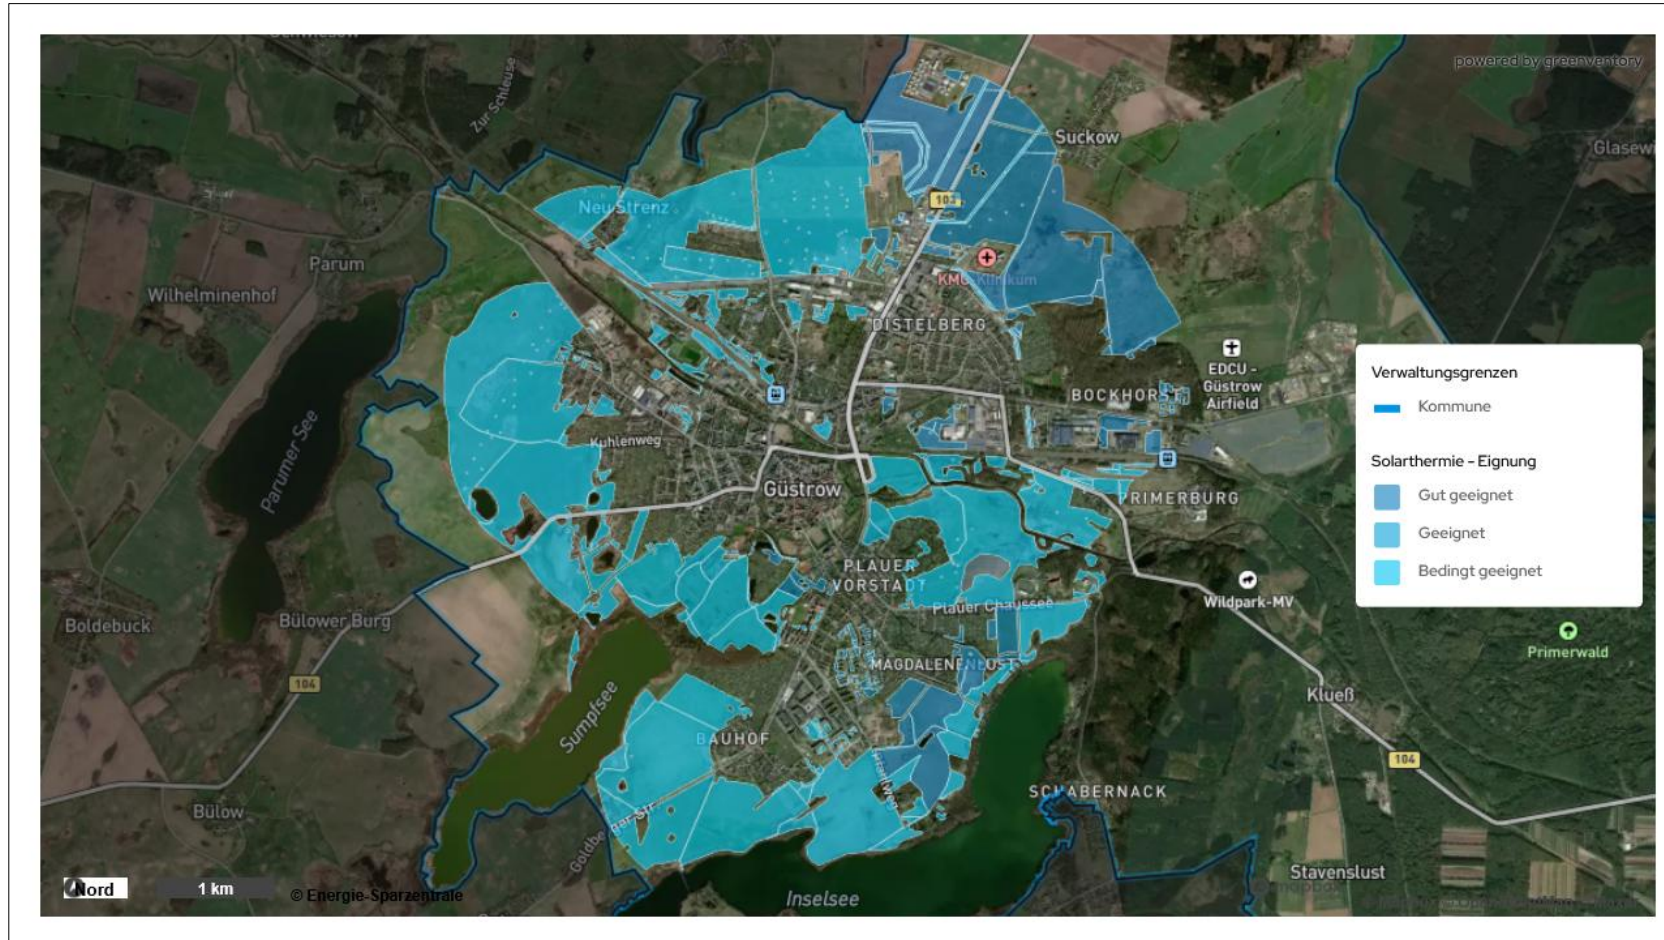 powered by greenventory
Zur Schleuse
Suckow
Neu Strenz
103
Parum
Wilhelminenhof
KMG Klinikum
DISTELBERG
EDCU -
Güstrow
Airfield
BOCKHORST
Parumer See
Kuhlenweg
Güstrow
PRIMERBURG
PLAUER
VORSTADT
Plauer Chaussee
Wildpark-MV
Boldebuck
Bülower Burg
104
MAGDALENENLUST
Primerwald
Klueß
Sumpfsee
BAUHOF
104
SCHABERNACK
Bülow
Goldberger Str.
Stavenslust
Inselsee
Verwaltungsgrenzen
Kommune
Solarthermie - Eignung
Gut geeignet
Geeignet
Bedingt geeignet
Nord
1 km
© Energie-Sparzentrale